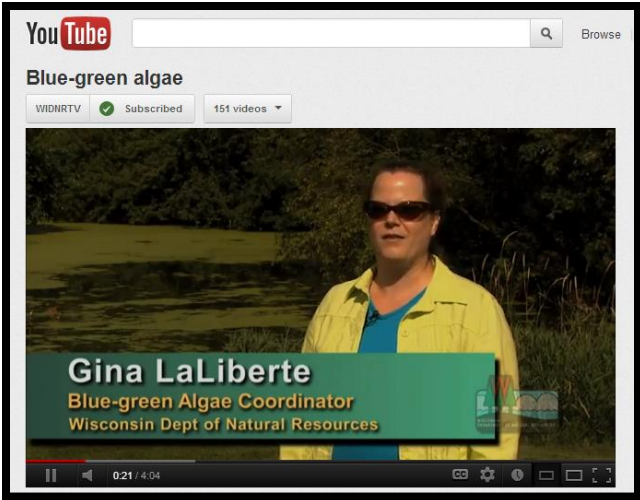 YouTube
Browse
Blue-green algae
WIDNRTV Subscribed 151 videos
Gina LaLiberte
Blue-green Algae Coordinator
Wisconsin Dept of Natural Resources
0:21 / 4:04 CC